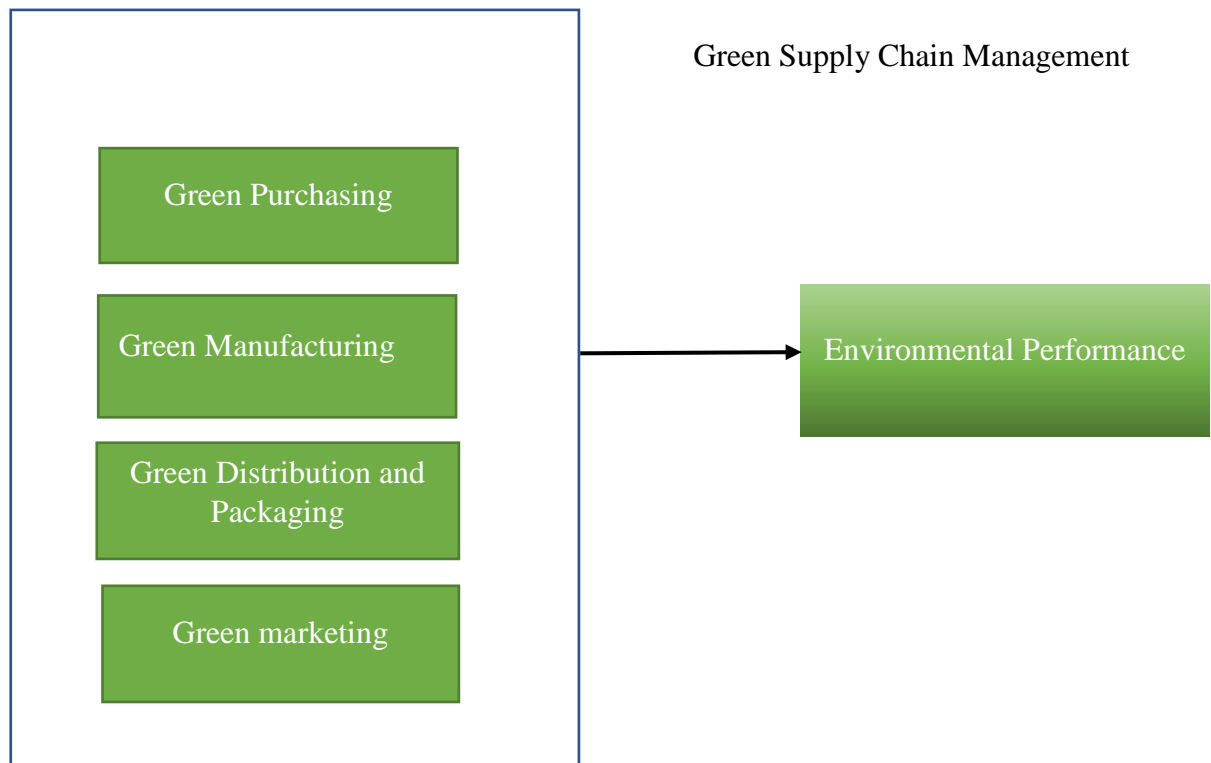 Green Supply Chain Management
Green Purchasing
Green Manufacturing
Green Distribution and
Packaging
Green marketing
Environmental Performance